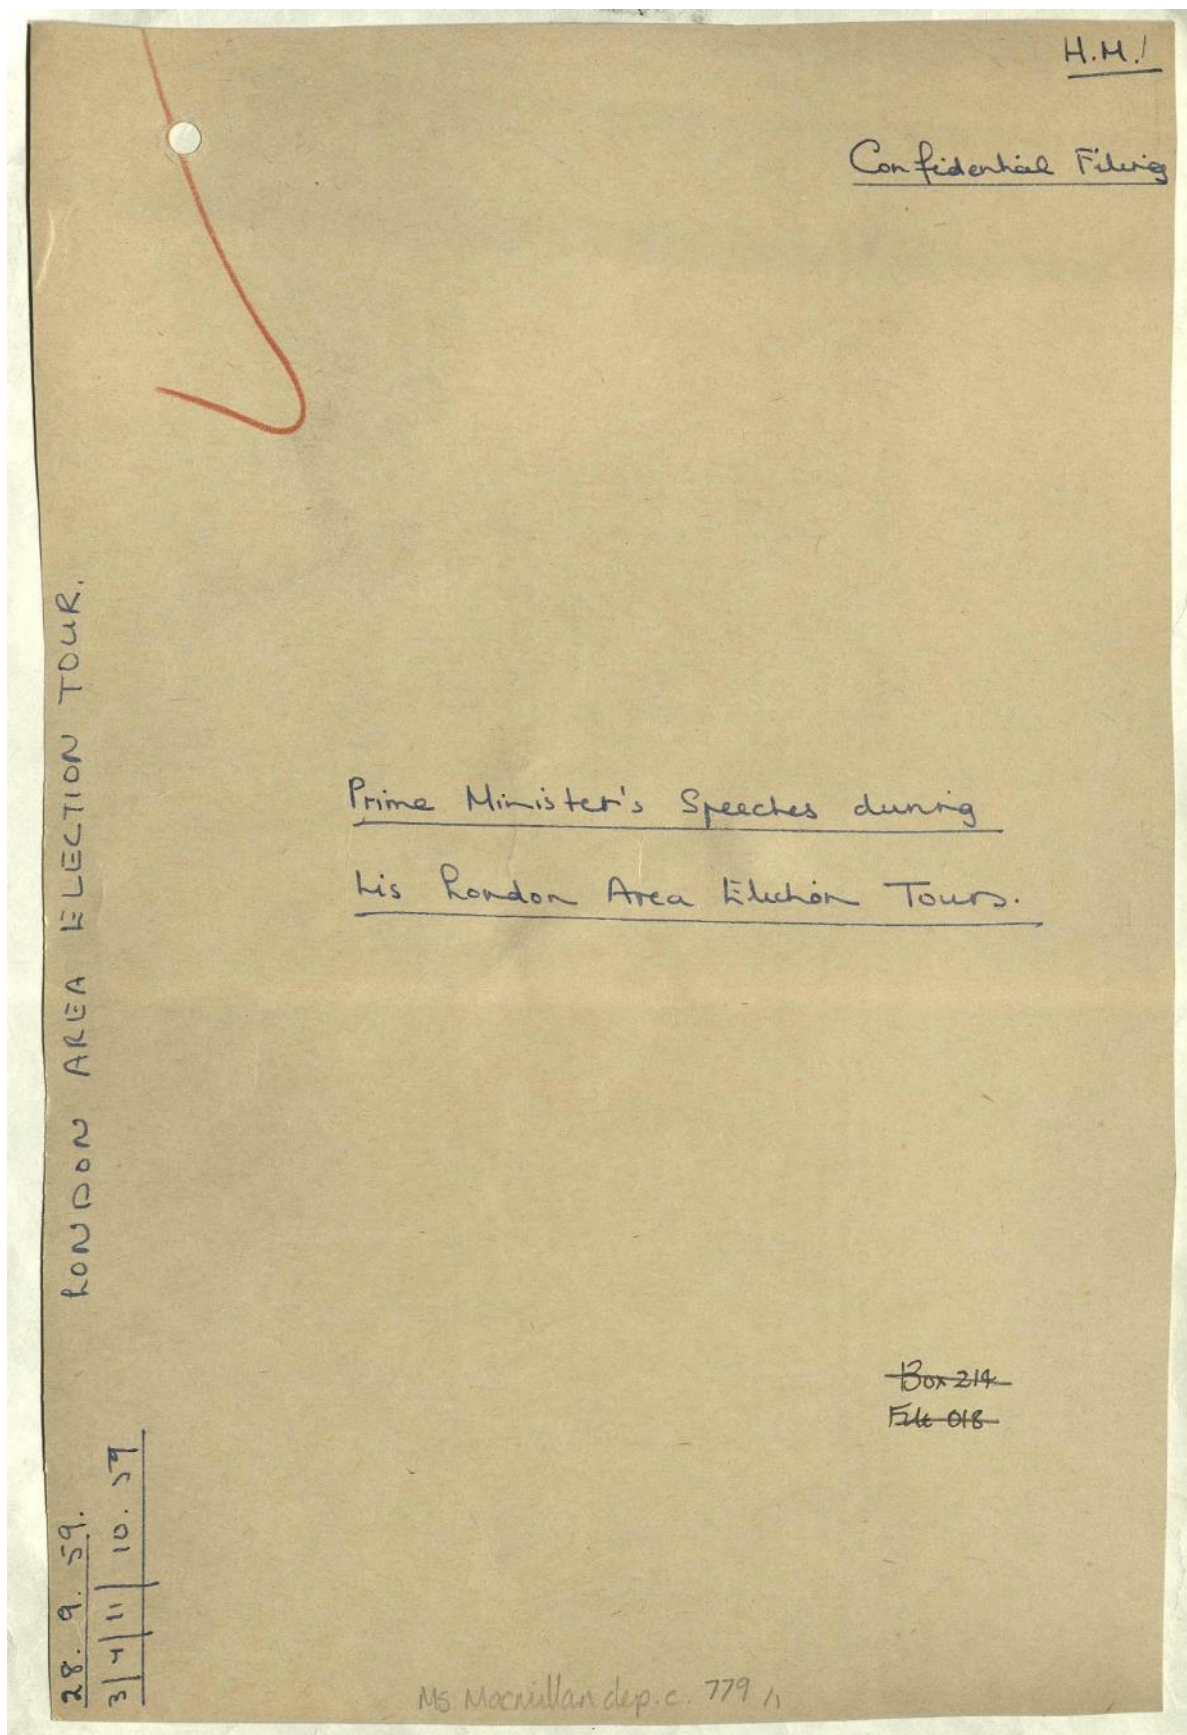 H.M.
Confidential Filing
LONDON AREA ELECTION TOUR.
Prime Minister's Speeches during
his London Area Election Tours.
Box 214
File 018
28. 9. 59.
3/4/11/10. 59
Ms. Macmillan dep. c. 779